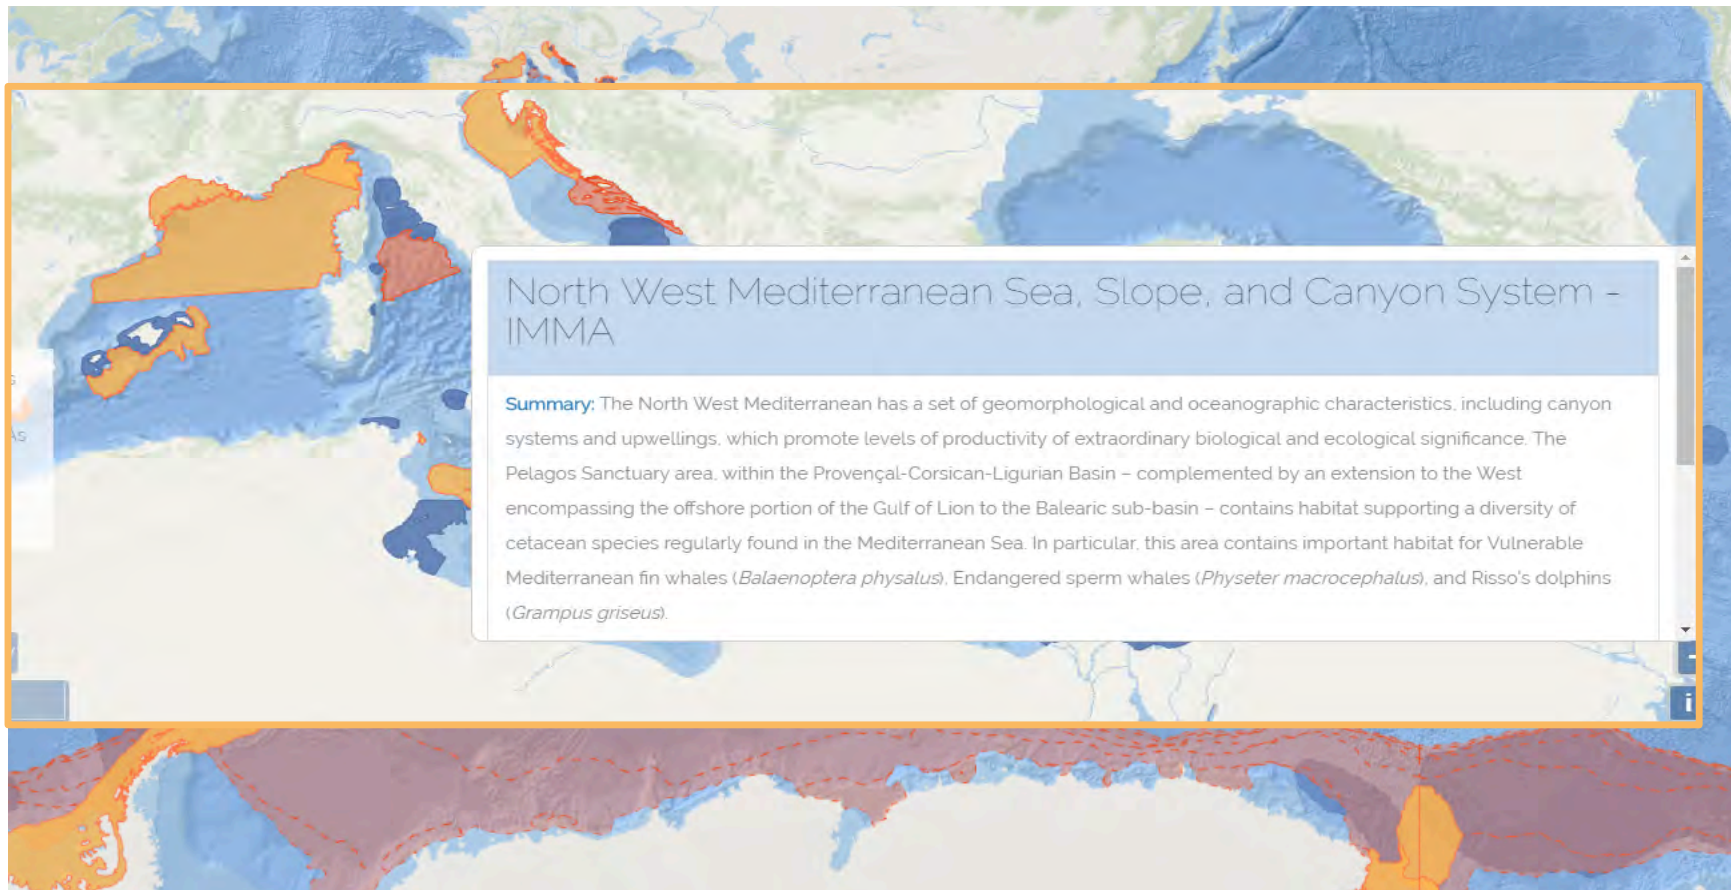 North West Mediterranean Sea, Slope, and Canyon System –
IMMA
Summary: The North West Mediterranean has a set of geomorphological and oceanographic characteristics, including canyon
systems and upwellings, which promote levels of productivity of extraordinary biological and ecological significance. The
Pelagos Sanctuary area, within the Provençal-Corsican-Ligurian Basin – complemented by an extension to the West
encompassing the offshore portion of the Gulf of Lion to the Balearic sub-basin – contains habitat supporting a diversity of
cetacean species regularly found in the Mediterranean Sea. In particular, this area contains important habitat for Vulnerable
Mediterranean fin whales (Balaenoptera physalus), Endangered sperm whales (Physeter macrocephalus), and Risso's dolphins
(Grampus griseus).
i